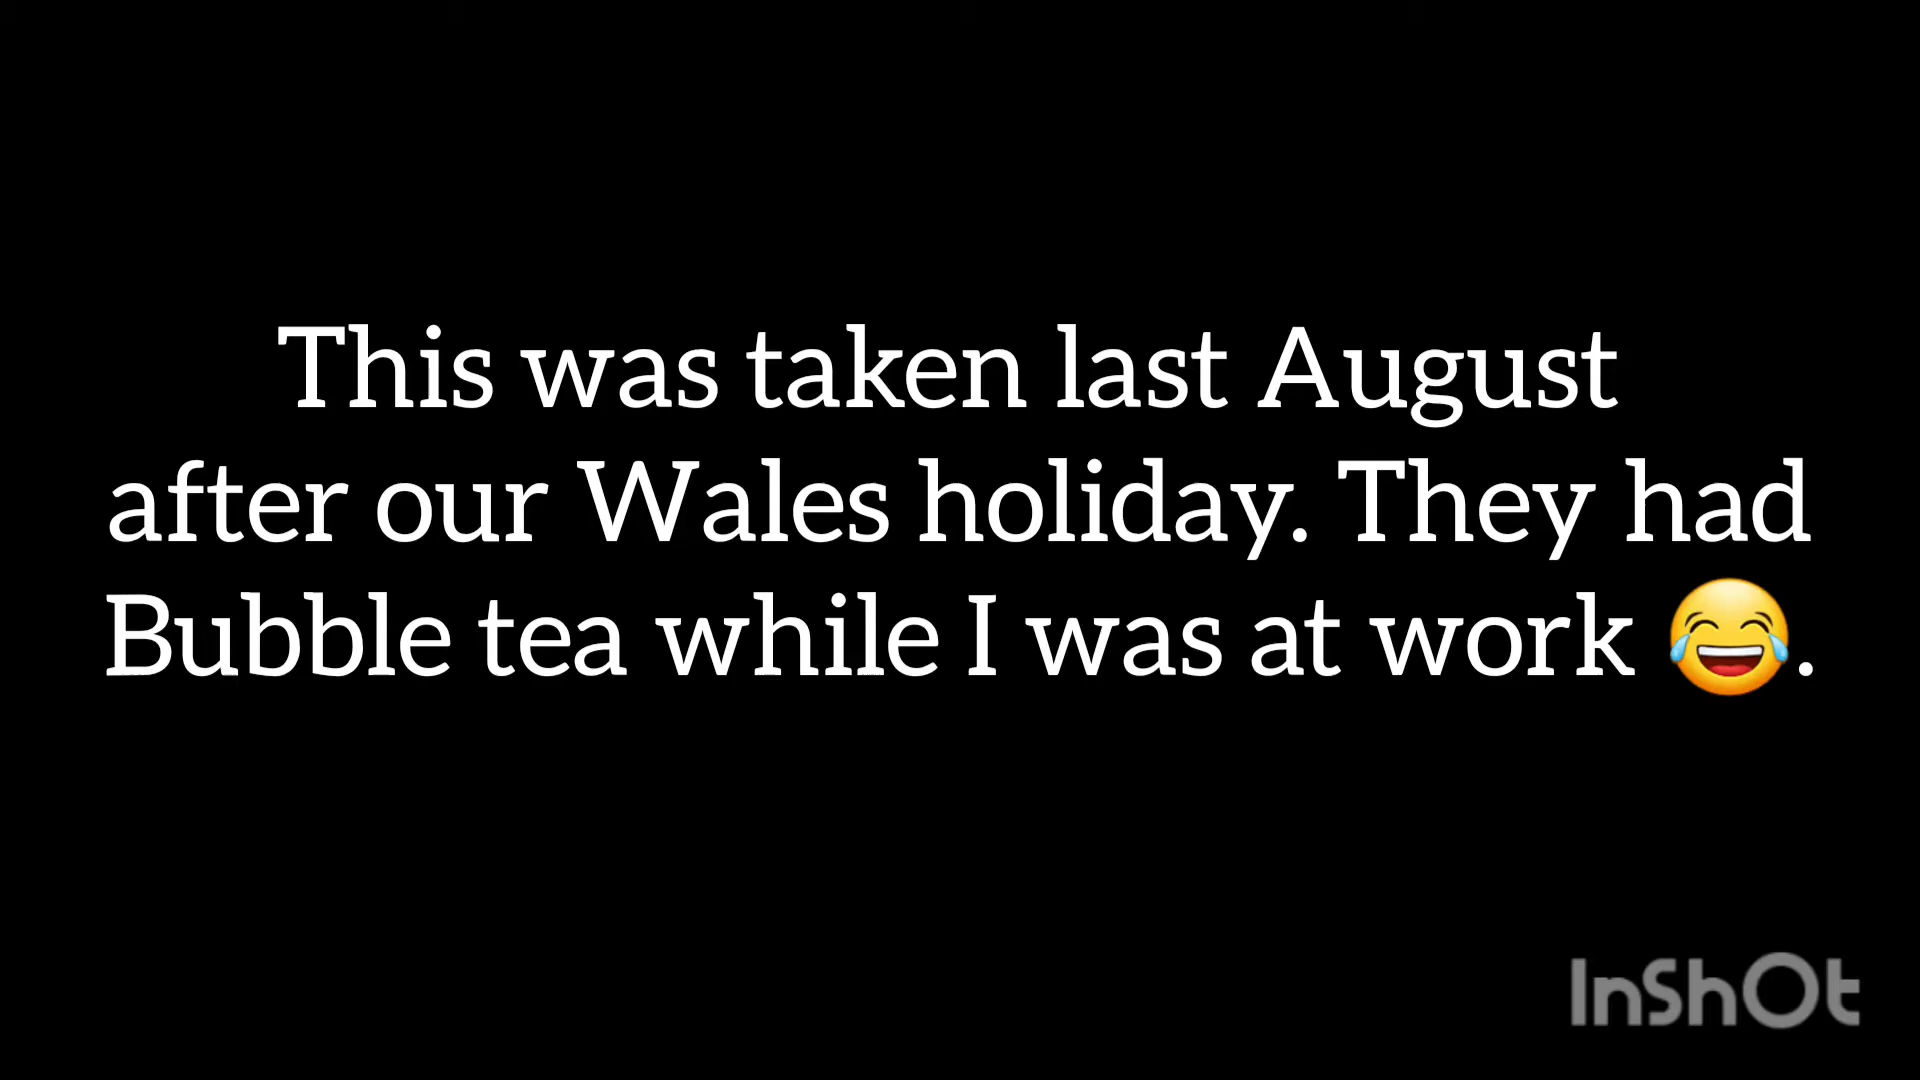 This was taken last August
after our Wales holiday. They had
Bubble tea while I was at work 😂.
InShOt